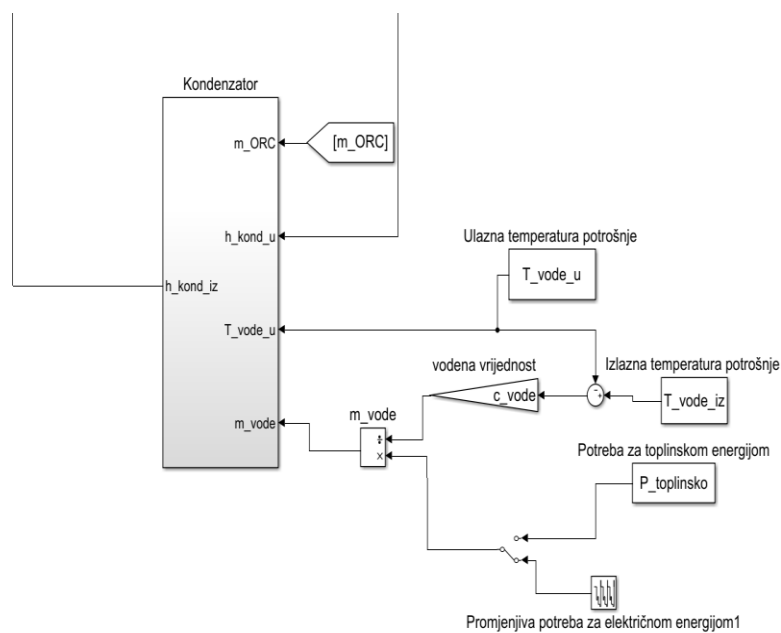 Kondenzator
m_ORC
[m_ORC]
h_kond_u
Ulazna temperatura potrošnje
T_vode_u
h_kond_iz
T_vode_u
vodena vrijednost
Izlazna temperatura potrošnje
c_vode
T_vode_iz
m_vode
m_vode
Potreba za toplinskom energijom
P_toplinsko
Promjenjiva potreba za električnom energijom1